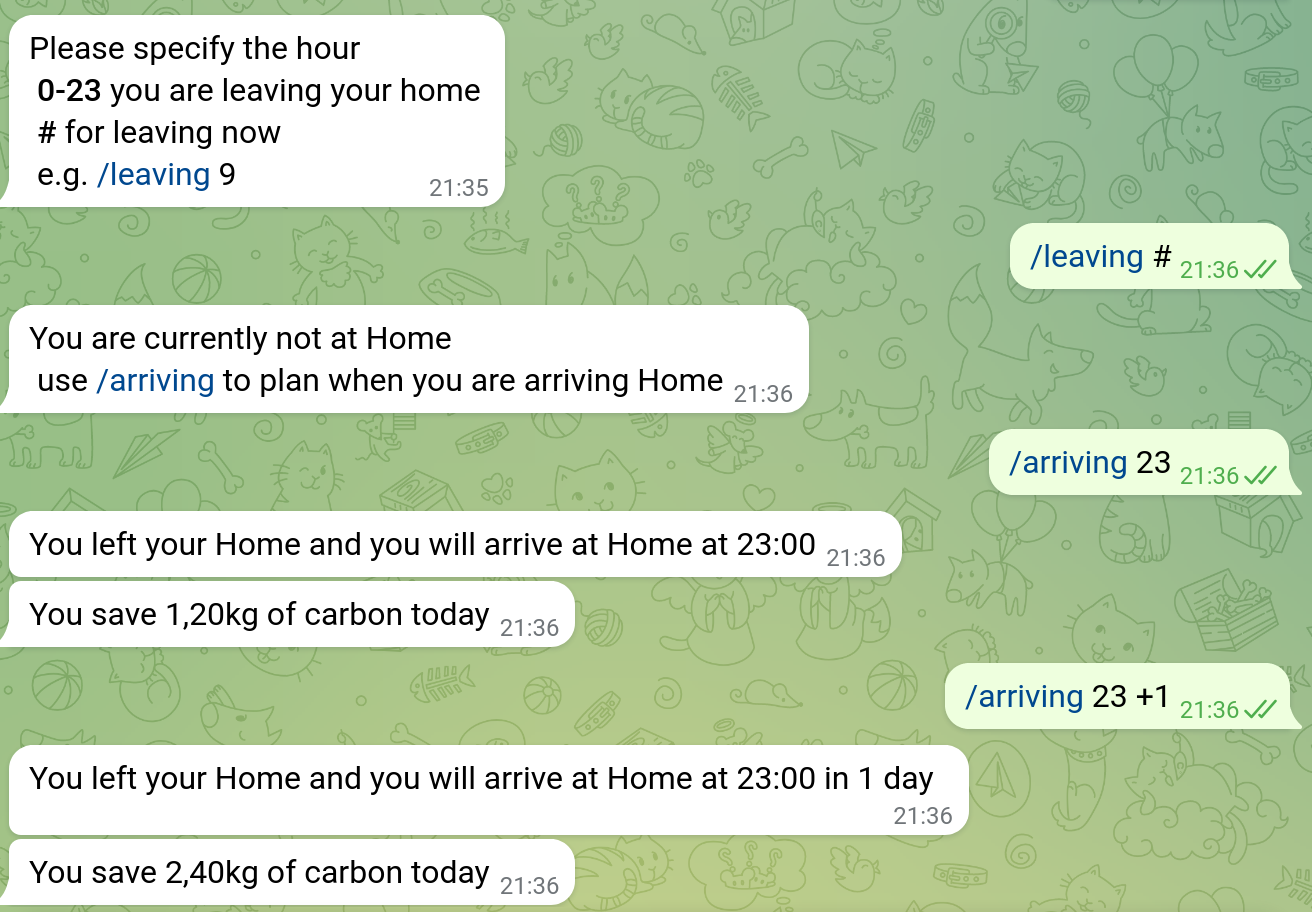 Please specify the hour
0-23 you are leaving your home
# for leaving now
e.g. /leaving 9
21:35
/leaving # 21:36
You are currently not at Home
use /arriving to plan when you are arriving Home 21:36
/arriving 23 21:36
You left your Home and you will arrive at Home at 23:00 21:36
You save 1,20kg of carbon today 21:36
/arriving 23 +1 21:36
You left your Home and you will arrive at Home at 23:00 in 1 day
21:36
You save 2,40kg of carbon today 21:36